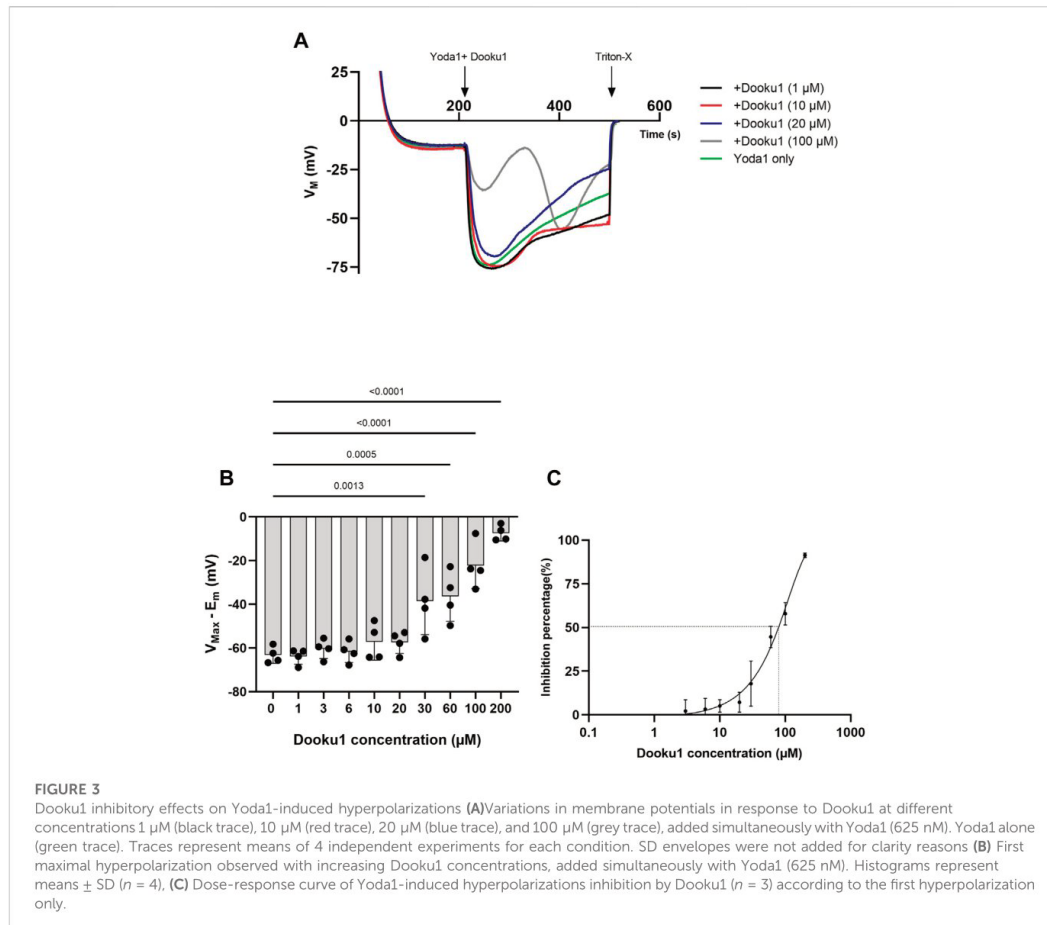 A
Yoda1+ Dooku1
Triton-X
25
0
-25
-50
-75
200
400
600
Time (s)
VM (mV)
+Dooku1 (1 µM)
+Dooku1 (10 µM)
+Dooku1 (20 µM)
+Dooku1 (100 µM)
Yoda1 only
<0.0001
<0.0001
0.0005
0.0013
B
0
-20
-40
-60
-80
VMax - Em (mV)
0 1 3 6 10 20 30 60 100 200
Dooku1 concentration (µM)
C
100
75
50
25
0
Inhibition percentage(%)
0.1 1 10 100 1000
Dooku1 concentration (µM)
FIGURE 3
Dooku1 inhibitory effects on Yoda1-induced hyperpolarizations (A)Variations in membrane potentials in response to Dooku1 at different
concentrations 1 µM (black trace), 10 µM (red trace), 20 µM (blue trace), and 100 µM (grey trace), added simultaneously with Yoda1 (625 nM). Yoda1 alone
(green trace). Traces represent means of 4 independent experiments for each condition. SD envelopes were not added for clarity reasons (B) First
maximal hyperpolarization observed with increasing Dooku1 concentrations, added simultaneously with Yoda1 (625 nM). Histograms represent
means ± SD (n = 4), (C) Dose-response curve of Yoda1-induced hyperpolarizations inhibition by Dooku1 (n = 3) according to the first hyperpolarization
only.